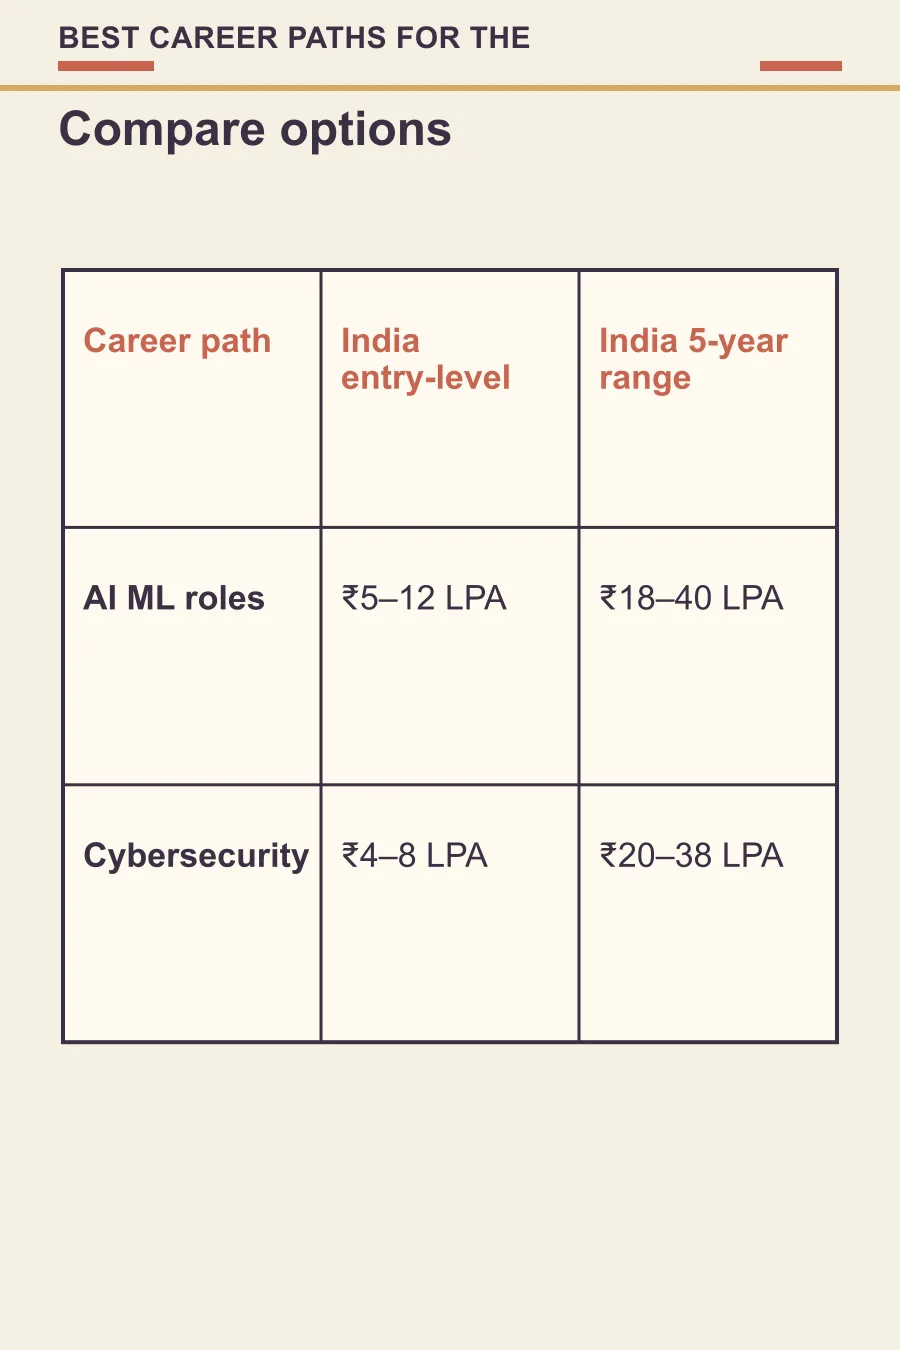 BEST CAREER PATHS FOR THE
Compare options
Career path
India
entry-level
India 5-year
range
AI ML roles
₹5–12 LPA
₹18–40 LPA
Cybersecurity
₹4–8 LPA
₹20–38 LPA